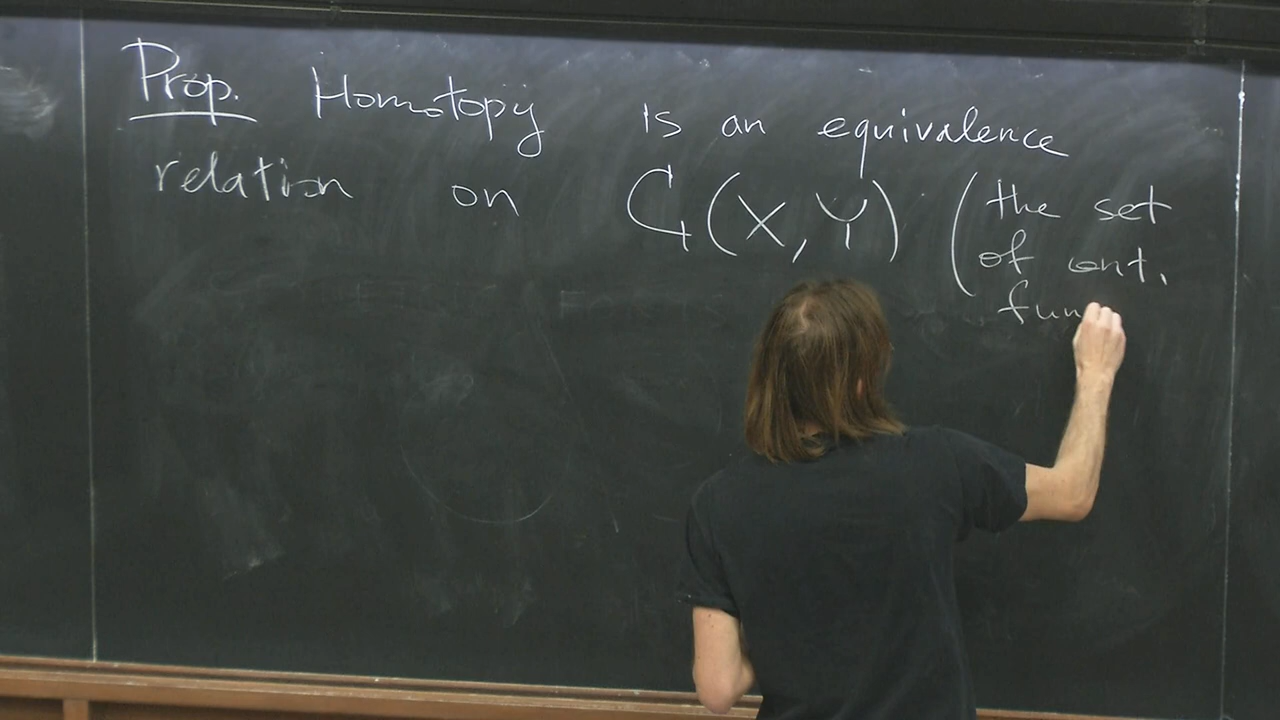 Prop. Homotopy is an equivalence
relation on C(X,Y) (the set
of cont.
fun